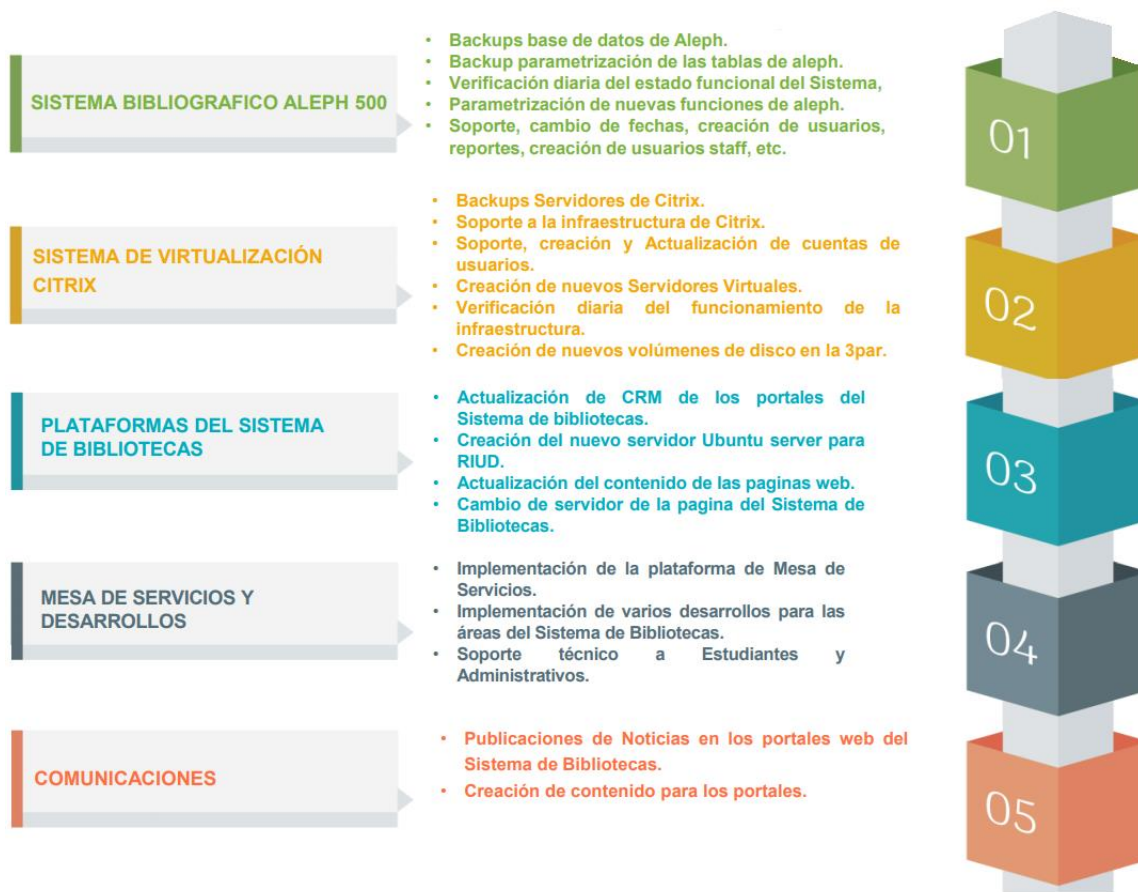 SISTEMA BIBLIOGRAFICO ALEPH 500
• Backups base de datos de Aleph.
• Backup parametrización de las tablas de aleph.
• Verificación diaria del estado funcional del Sistema,
• Parametrización de nuevas funciones de aleph.
• Soporte, cambio de fechas, creación de usuarios,
reportes, creación de usuarios staff, etc.
01
SISTEMA DE VIRTUALIZACIÓN
CITRIX
• Backups Servidores de Citrix.
• Soporte a la infraestructura de Citrix.
• Soporte, creación y Actualización de cuentas de
usuarios.
• Creación de nuevos Servidores Virtuales.
• Verificación diaria del funcionamiento de la
infraestructura.
• Creación de nuevos volúmenes de disco en la 3par.
02
PLATAFORMAS DEL SISTEMA
DE BIBLIOTECAS
• Actualización de CRM de los portales del
Sistema de bibliotecas.
• Creación del nuevo servidor Ubuntu server para
RIUD.
• Actualización del contenido de las paginas web.
• Cambio de servidor de la pagina del Sistema de
Bibliotecas.
03
MESA DE SERVICIOS Y
DESARROLLOS
• Implementación de la plataforma de Mesa de
Servicios.
• Implementación de varios desarrollos para las
áreas del Sistema de Bibliotecas.
• Soporte técnico a Estudiantes y
Administrativos.
04
COMUNICACIONES
• Publicaciones de Noticias en los portales web del
Sistema de Bibliotecas.
• Creación de contenido para los portales.
05